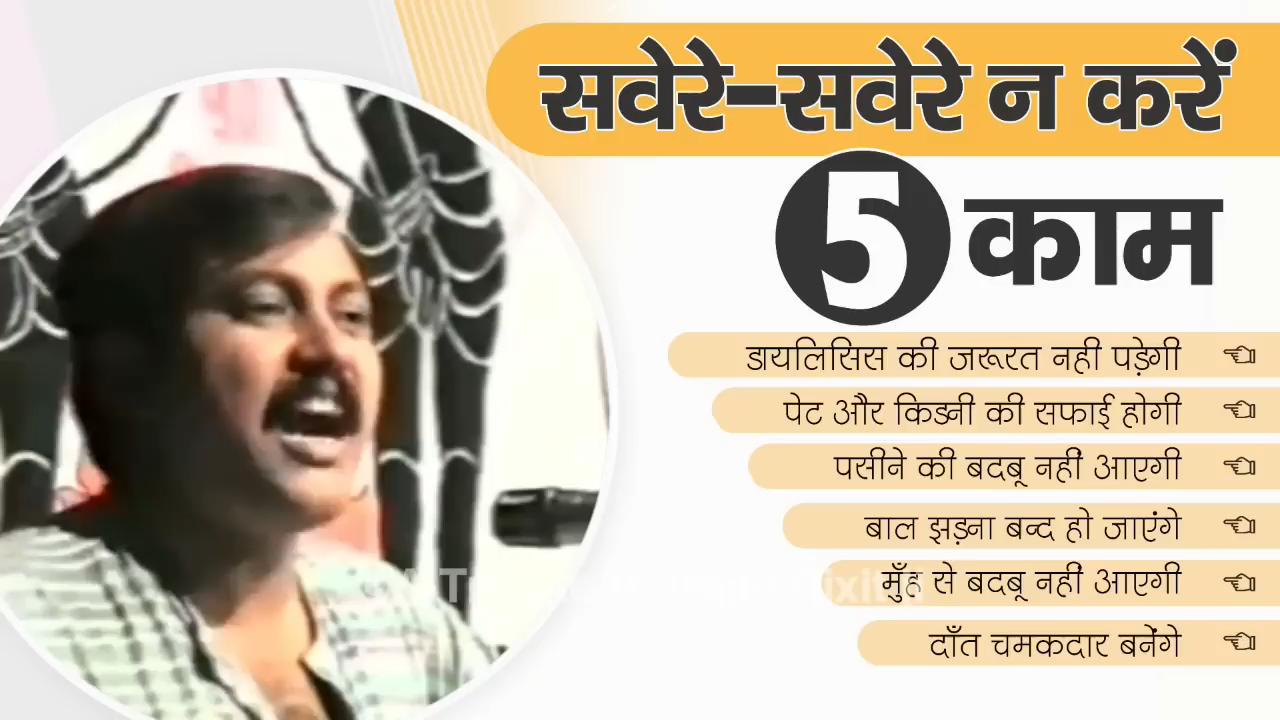 सवेरे-सवेरे न करें
5 काम
डायलिसिस की जरूरत नही पड़ेगी
पेट और किडनी की सफाई होगी
पसीने की बदबू नहीं आएगी
बाल झड़ना बन्द हो जाएंगे
मुँह से बदबू नहीं आएगी
दाँत चमकदार बनेंगे